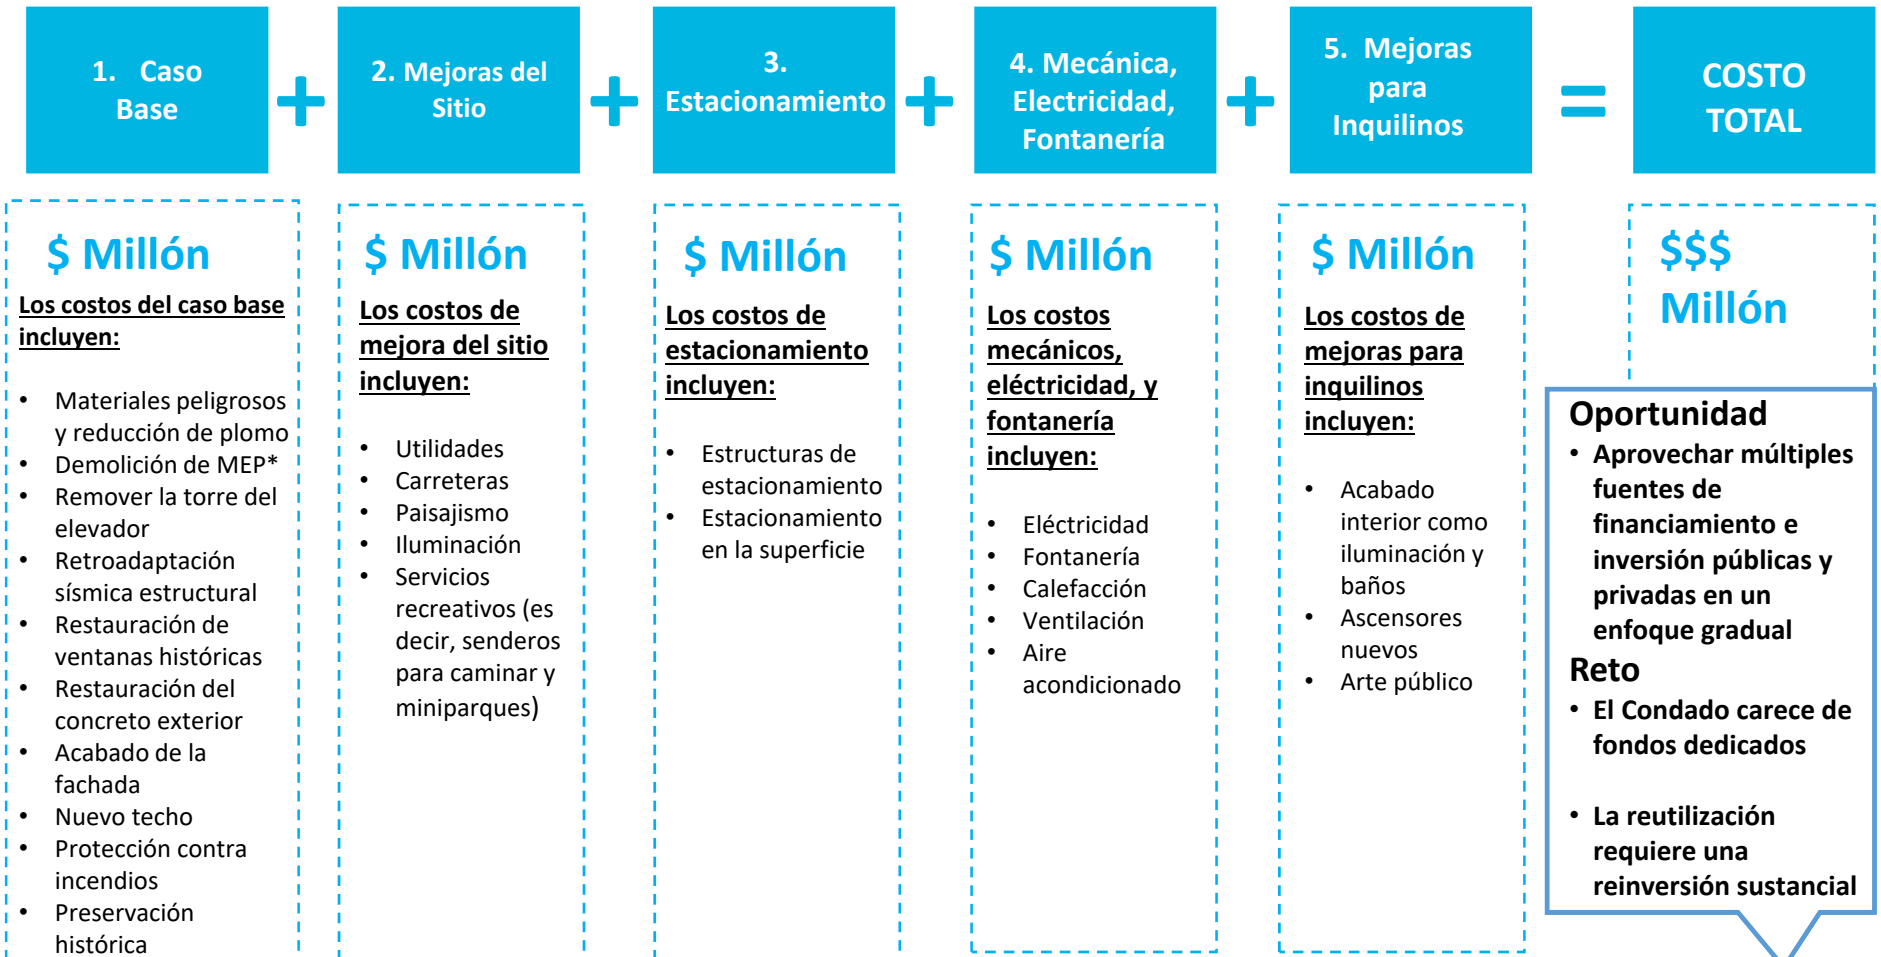 1. Caso
Base
+
2. Mejoras del
Sitio
+
3.
Estacionamiento
+
4. Mecánica,
Electricidad,
Fontanería
+
5. Mejoras
para
Inquilinos
=
COSTO
TOTAL
$ Millón
Los costos del caso base
incluyen:
• Materiales peligrosos
y reducción de plomo
• Demolición de MEP*
• Remover la torre del
elevador
• Retroadaptación
sísmica estructural
• Restauración de
ventanas históricas
• Restauración del
concreto exterior
• Acabado de la
fachada
• Nuevo techo
• Protección contra
incendios
• Preservación
histórica
$ Millón
Los costos de
mejora del sitio
incluyen:
• Utilidades
• Carreteras
• Paisajismo
• Iluminación
• Servicios
recreativos (es
decir, senderos
para caminar y
miniparques)
$ Millón
Los costos de
estacionamiento
incluyen:
• Estructuras de
estacionamiento
• Estacionamiento
en la superficie
$ Millón
Los costos
mecánicos,
eléctricidad, y
fontanería
incluyen:
• Eléctricidad
• Fontanería
• Calefacción
• Ventilación
• Aire
acondicionado
$ Millón
Los costos de
mejoras para
inquilinos
incluyen:
• Acabado
interior como
iluminación y
baños
• Ascensores
nuevos
• Arte público
$$$
Millón
Oportunidad
• Aprovechar múltiples
fuentes de
financiamiento e
inversión públicas y
privadas en un
enfoque gradual
Reto
• El Condado carece de
fondos dedicados
• La reutilización
requiere una
reinversión sustancial